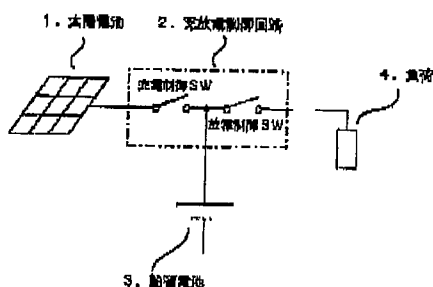 1. 太陽電池
2. 充放電制御回路
充電制御SW
4. 負荷
放電制御SW
3. 鉛蓄電池